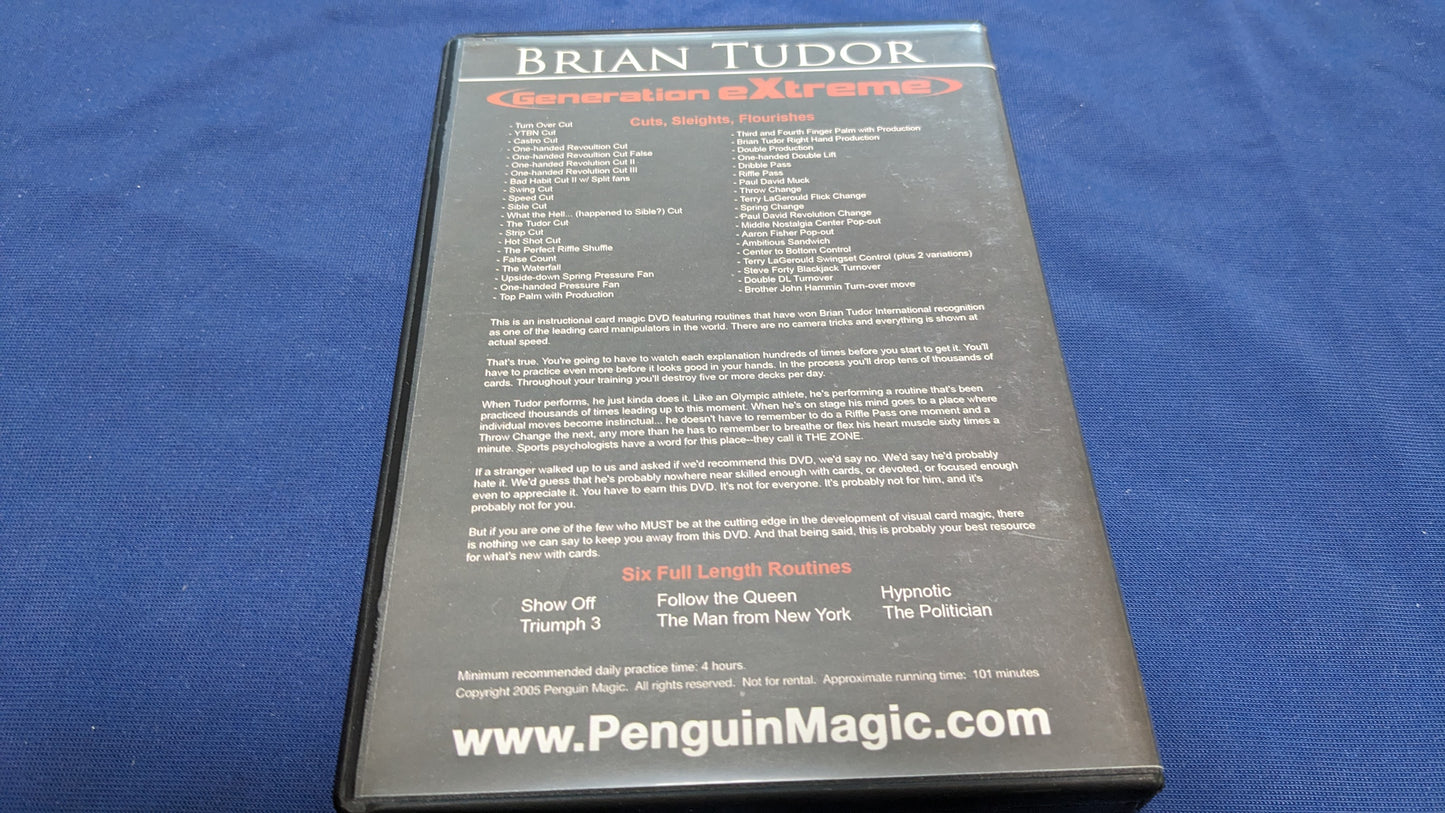 BRIAN TUDOR
Generation eXtreme
Cuts, Sleights, Flourishes
- Turn Over Cut
- YTBN Cut
- Castro Cut
- One-handed Revoultion Cut
- One-handed Revoultion Cut False
- One-handed Revolution Cut II
- One-handed Revolution Cut III
- Bad Habit Cut II w/ Split fans
- Swing Cut
- Speed Cut
- Sible Cut
- What the Hell... (happened to Sible?) Cut
- The Tudor Cut
- Strip Cut
- Hot Shot Cut
- The Perfect Riffle Shuffle
- False Count
- The Waterfall
- Upside-down Spring Pressure Fan
- One-handed Pressure Fan
- Top Palm with Production
- Third and Fourth Finger Palm with Production
- Brian Tudor Right Hand Production
- Double Production
- One-handed Double Lift
- Dribble Pass
- Riffle Pass
- Paul David Muck
- Throw Change
- Terry LaGerould Flick Change
- Spring Change
- Paul David Revolution Change
- Middle Nostalgia Center Pop-out
- Aaron Fisher Pop-out
- Ambitious Sandwich
- Center to Bottom Control
- Terry LaGerould Swingset Control (plus 2 variations)
- Steve Forty Blackjack Turnover
- Double DL Turnover
- Brother John Hammin Turn-over move
This is an instructional card magic DVD featuring routines that have won Brian Tudor International recognition
as one of the leading card manipulators in the world. There are no camera tricks and everything is shown at
actual speed.
That's true. You're going to have to watch each explanation hundreds of times before you start to get it. You'll
have to practice even more before it looks good in your hands. In the process you'll drop tens of thousands of
cards. Throughout your training you'll destroy five or more decks per day.
When Tudor performs, he just kinda does it. Like an Olympic athlete, he's performing a routine that's been
practiced thousands of times leading up to this moment. When he's on stage his mind goes to a place where
individual moves become instinctual... he doesn't have to remember to do a Riffle Pass one moment and a
Throw Change the next, any more than he has to remember to breathe or flex his heart muscle sixty times a
minute. Sports psychologists have a word for this place--they call it THE ZONE.
If a stranger walked up to us and asked if we'd recommend this DVD, we'd say no. We'd say he'd probably
hate it. We'd guess that he's probably nowhere near skilled enough with cards, or devoted, or focused enough
even to appreciate it. You have to earn this DVD. It's not for everyone. It's probably not for him, and it's
probably not for you.
But if you are one of the few who MUST be at the cutting edge in the development of visual card magic, there
is nothing we can say to keep you away from this DVD. And that being said, this is probably your best resource
for what's new with cards.
Six Full Length Routines
Show Off
Triumph 3
Follow the Queen
The Man from New York
Hypnotic
The Politician
Minimum recommended daily practice time: 4 hours.
Copyright 2005 Penguin Magic. All rights reserved. Not for rental. Approximate running time: 101 minutes
www.PenguinMagic.com